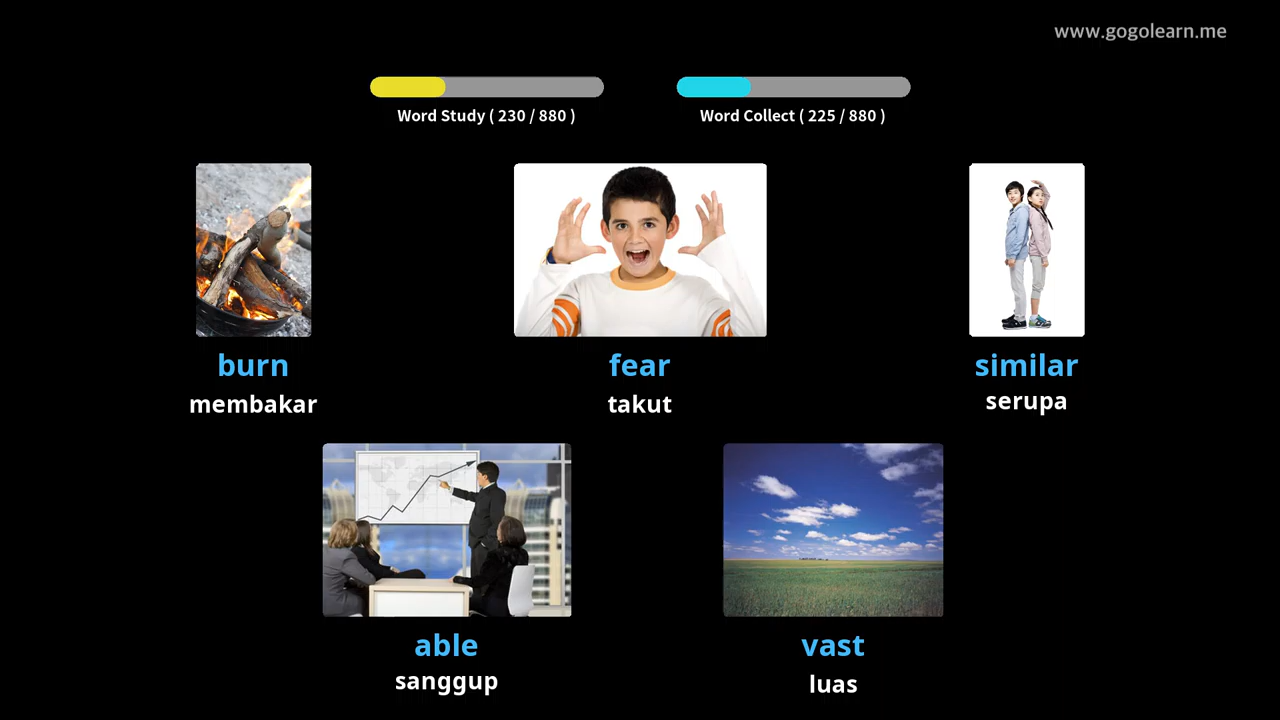 www.gogolearn.me
Word Study ( 230 / 880 )
Word Collect ( 225 / 880 )
burn
membakar
fear
takut
similar
serupa
able
sanggup
vast
luas